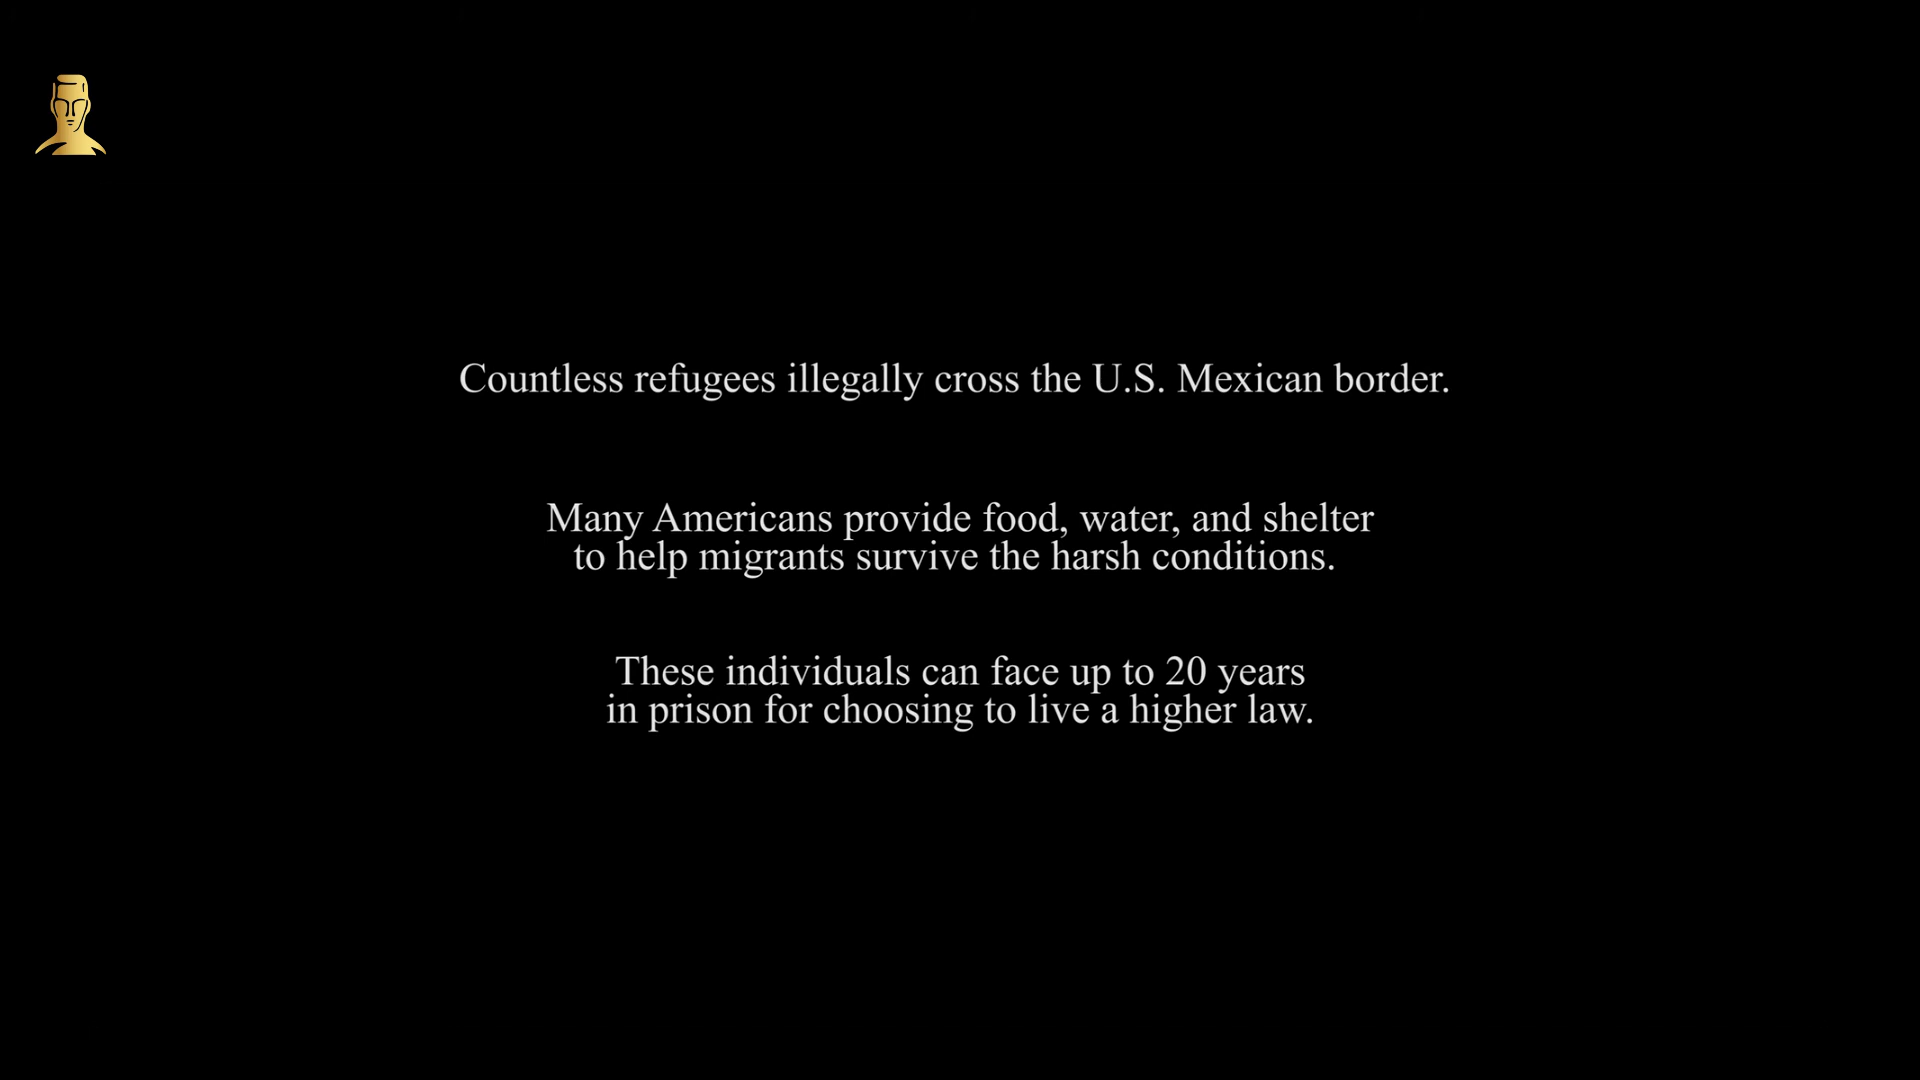 Countless refugees illegally cross the U.S. Mexican border.
Many Americans provide food, water, and shelter
to help migrants survive the harsh conditions.
These individuals can face up to 20 years
in prison for choosing to live a higher law.